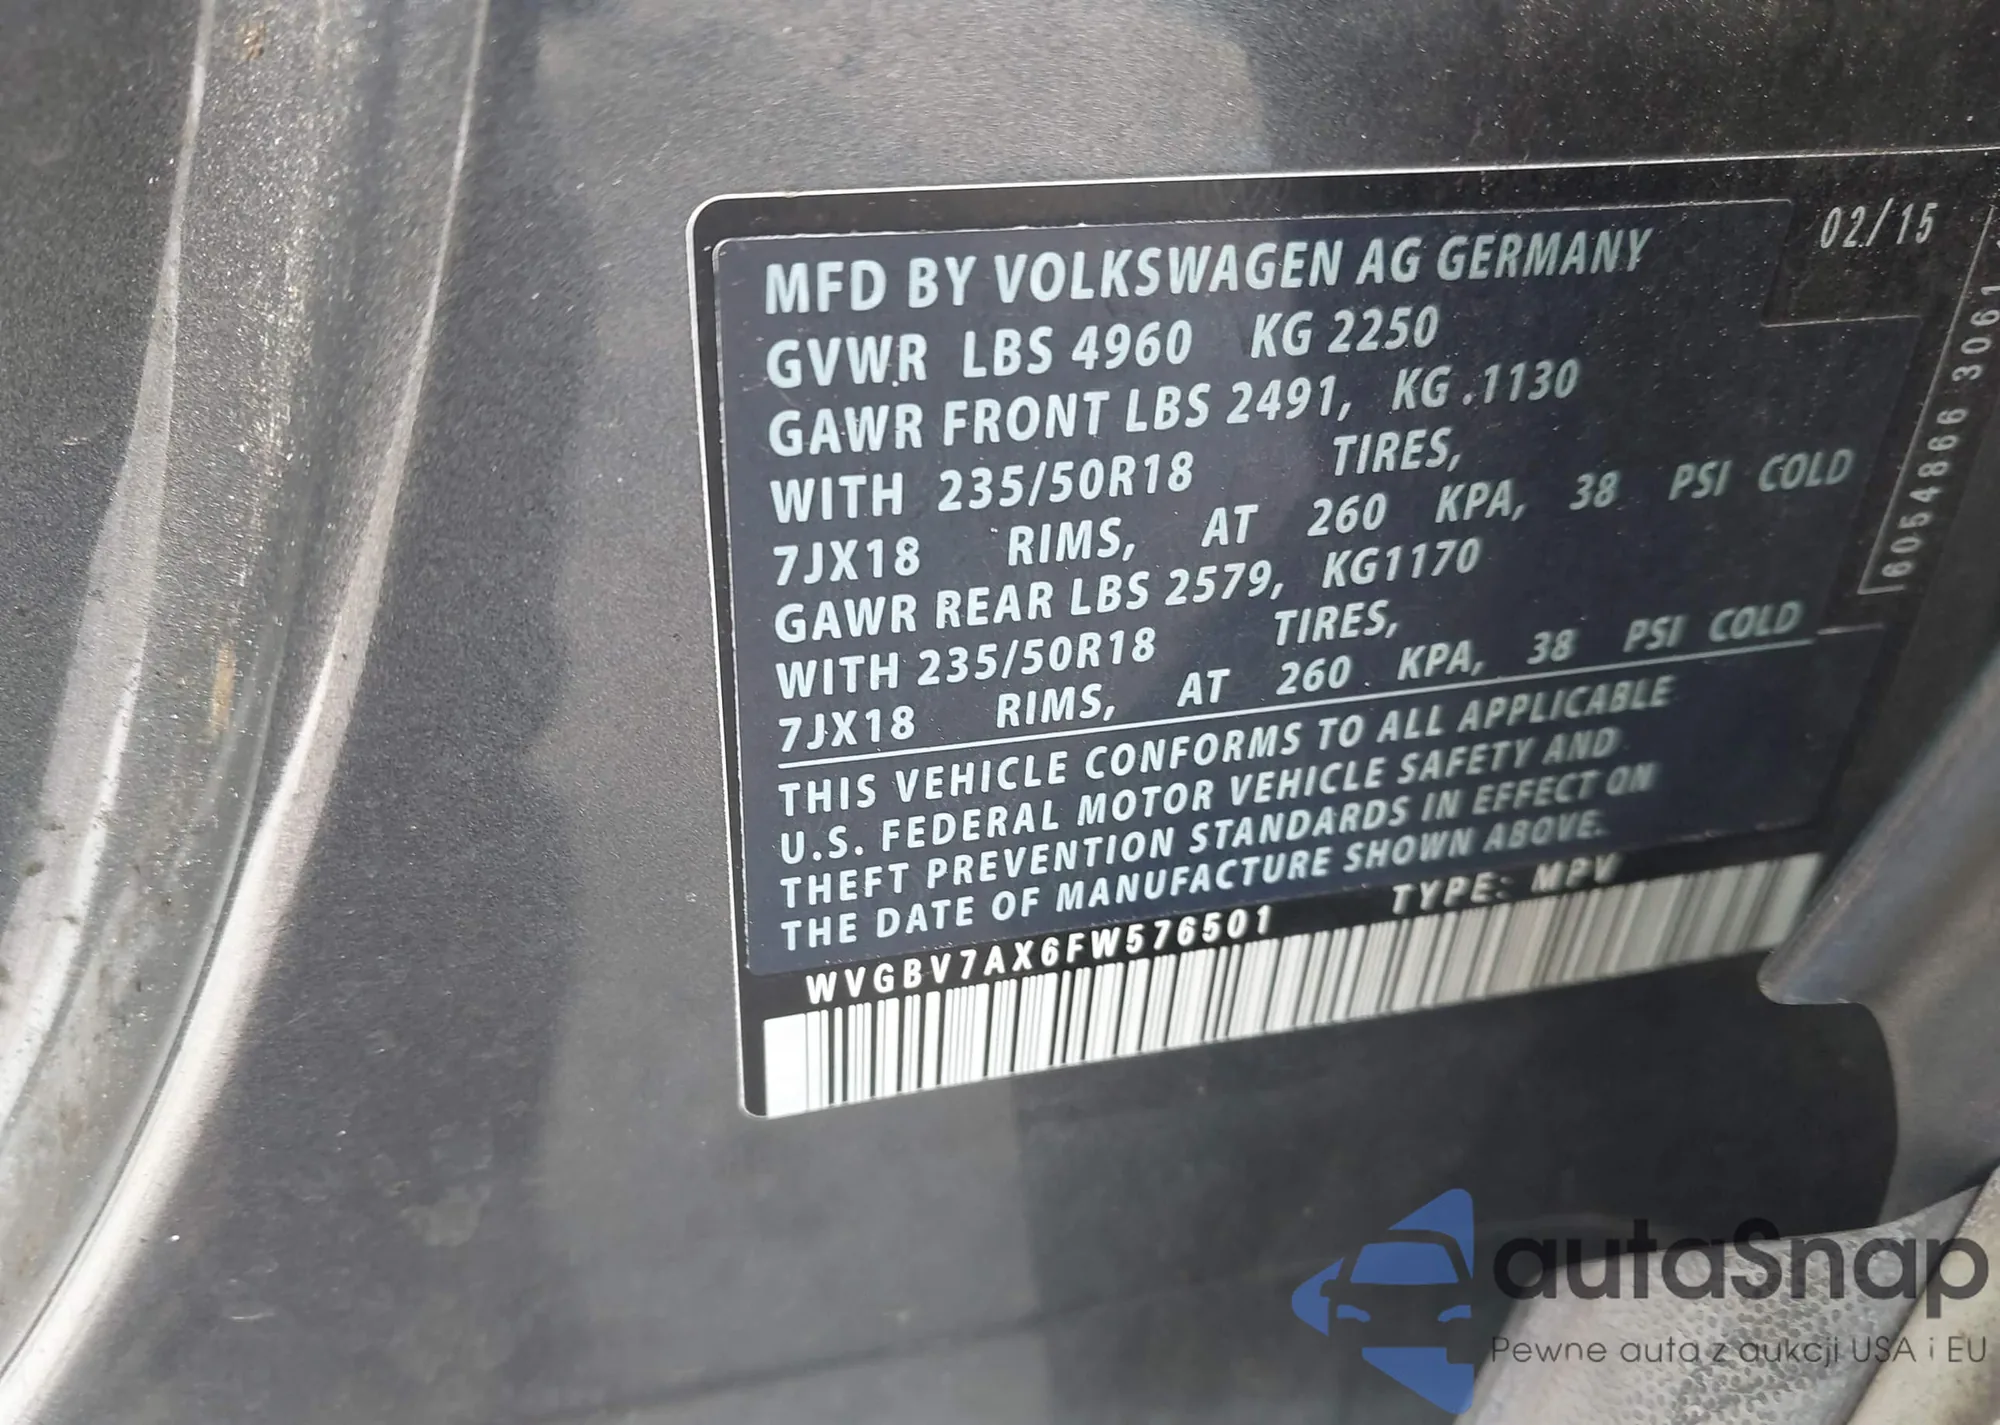 02/15
MFD BY VOLKSWAGEN AG GERMANY
GVWR LBS 4960 KG 2250
GAWR FRONT LBS 2491, KG .1130
WITH 235/50R18 TIRES,
7JX18 RIMS, AT 260 KPA, 38 PSI COLD
GAWR REAR LBS 2579, KG1170
WITH 235/50R18 TIRES,
7JX18 RIMS, AT 260 KPA, 38 PSI COLD
THIS VEHICLE CONFORMS TO ALL APPLICABLE
U.S. FEDERAL MOTOR VEHICLE SAFETY AND
THEFT PREVENTION STANDARDS IN EFFECT ON
THE DATE OF MANUFACTURE SHOWN ABOVE.
WVGBV7AX6FW576501 TYPE: MPV
6054866 3061
autaSnap
Pewne auta z aukcji USA i EU